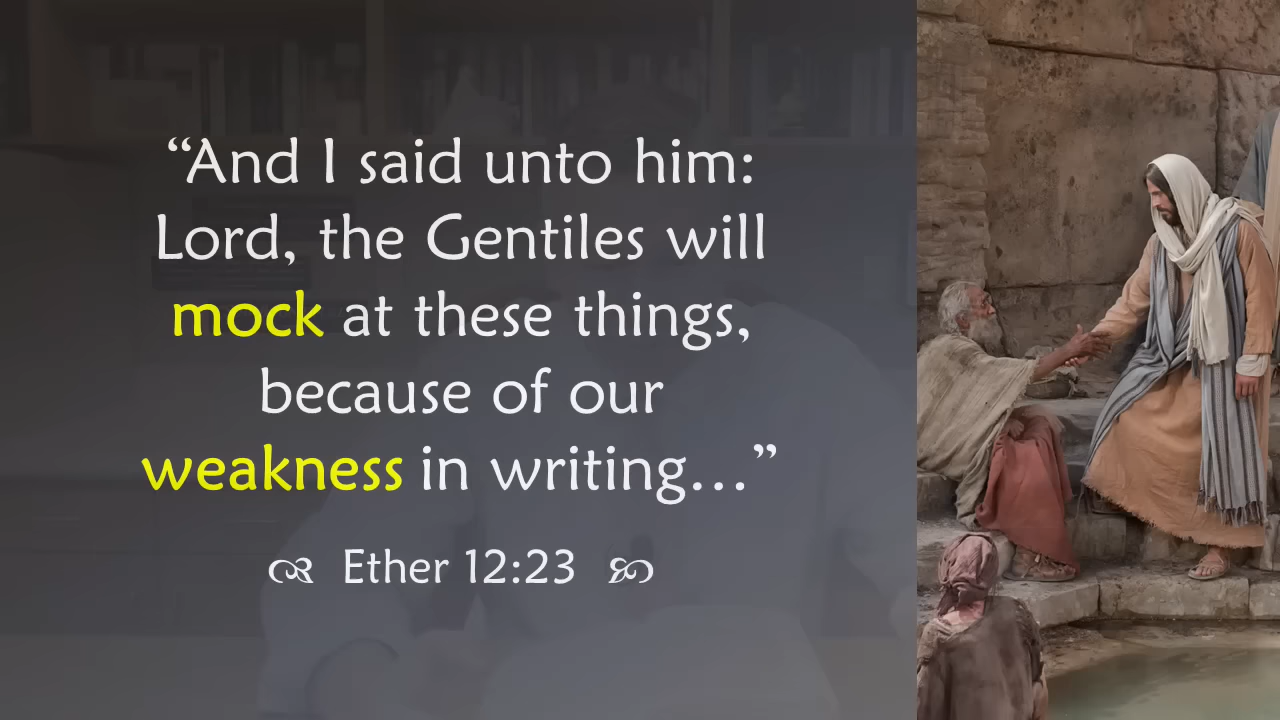 “And I said unto him:
Lord, the Gentiles will
mock at these things,
because of our
weakness in writing…”
Ether 12:23